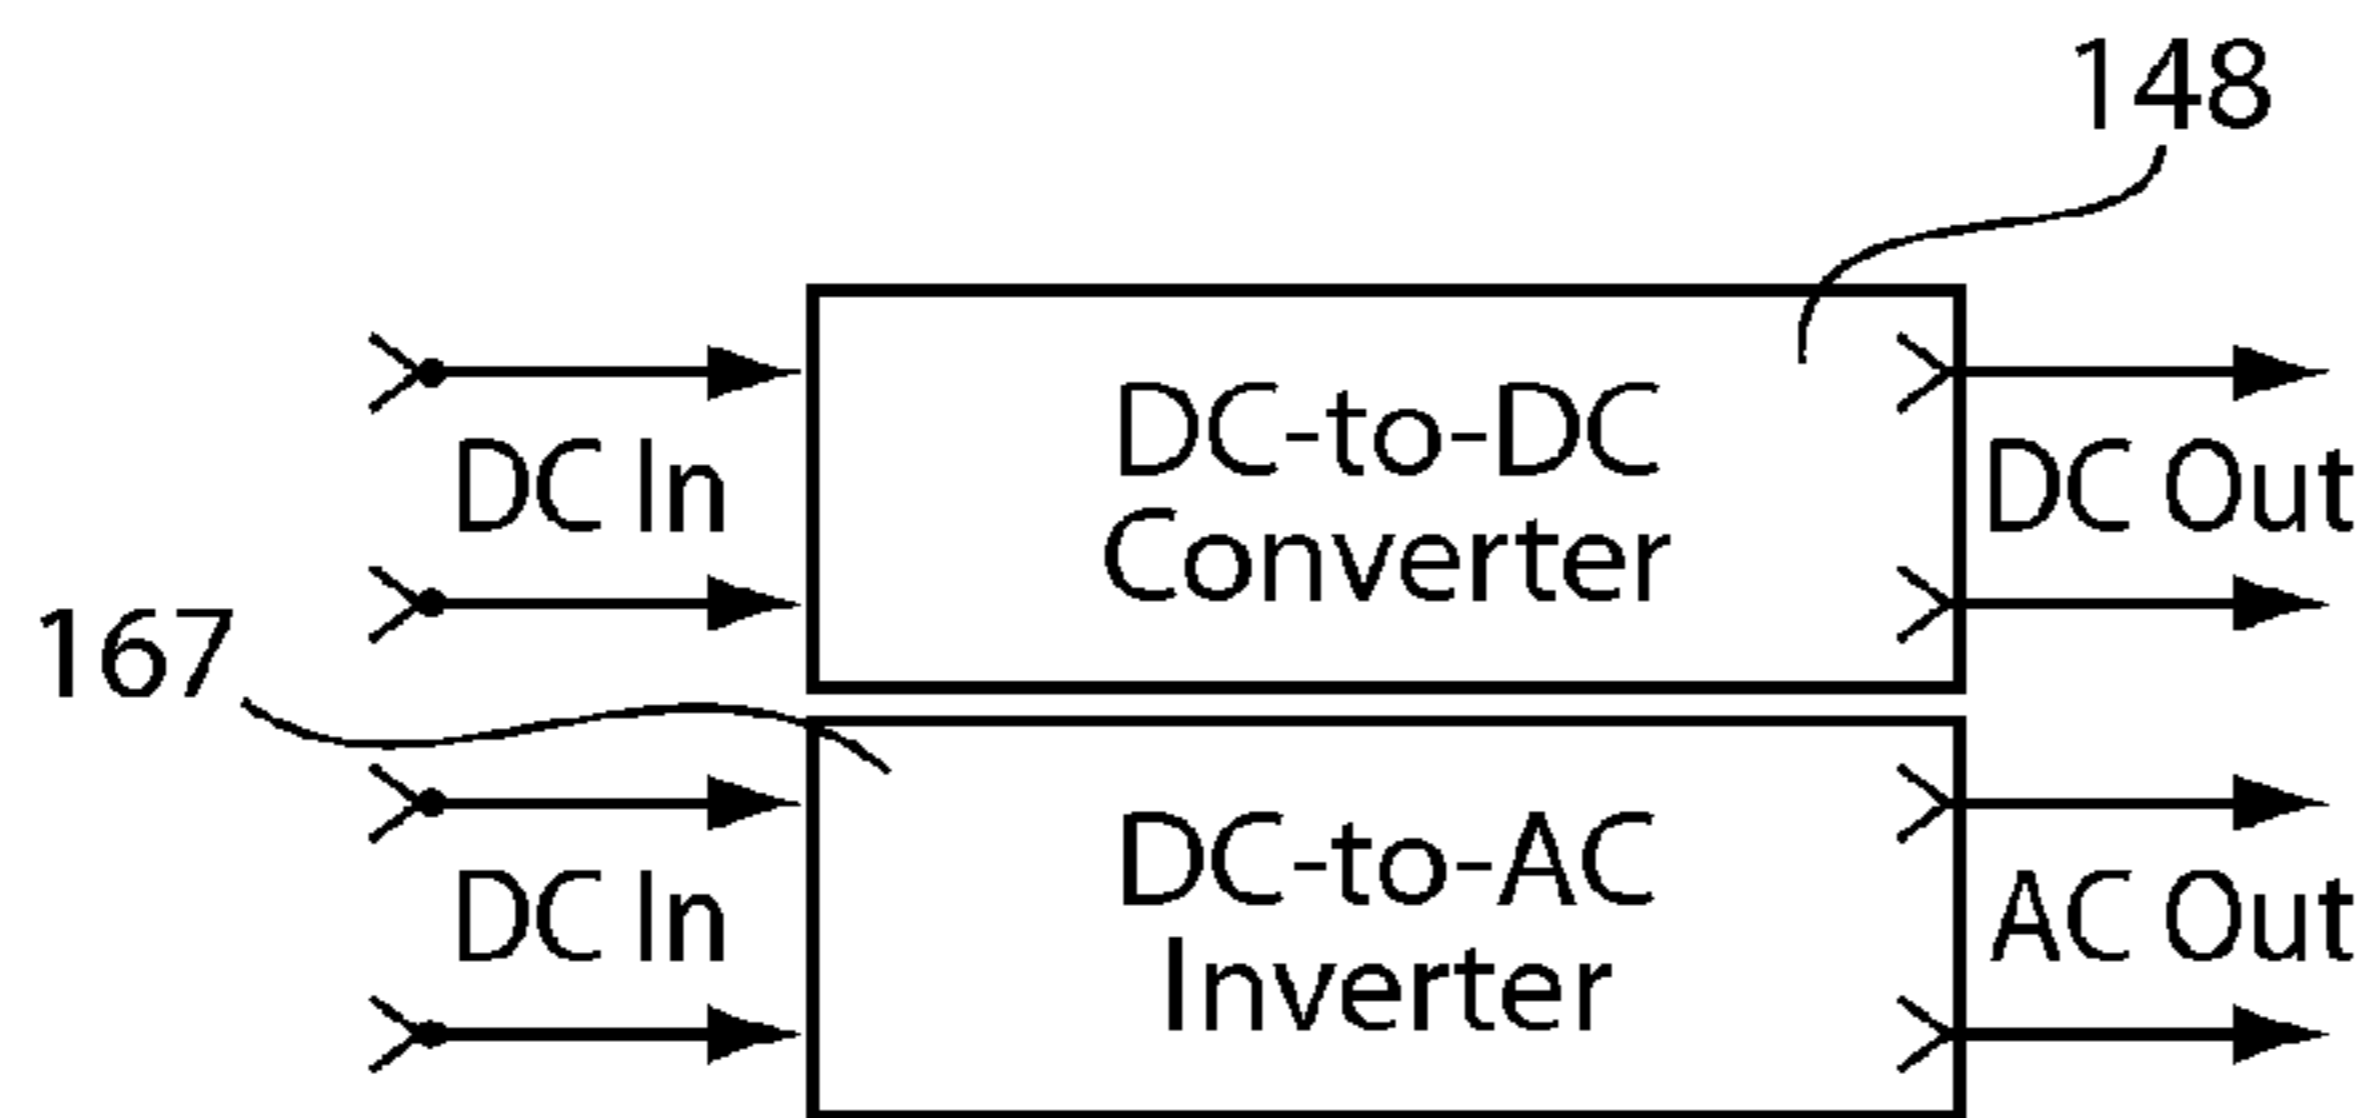 148
DC-to-DC
Converter
DC In
DC Out
167
DC-to-AC
Inverter
DC In
AC Out